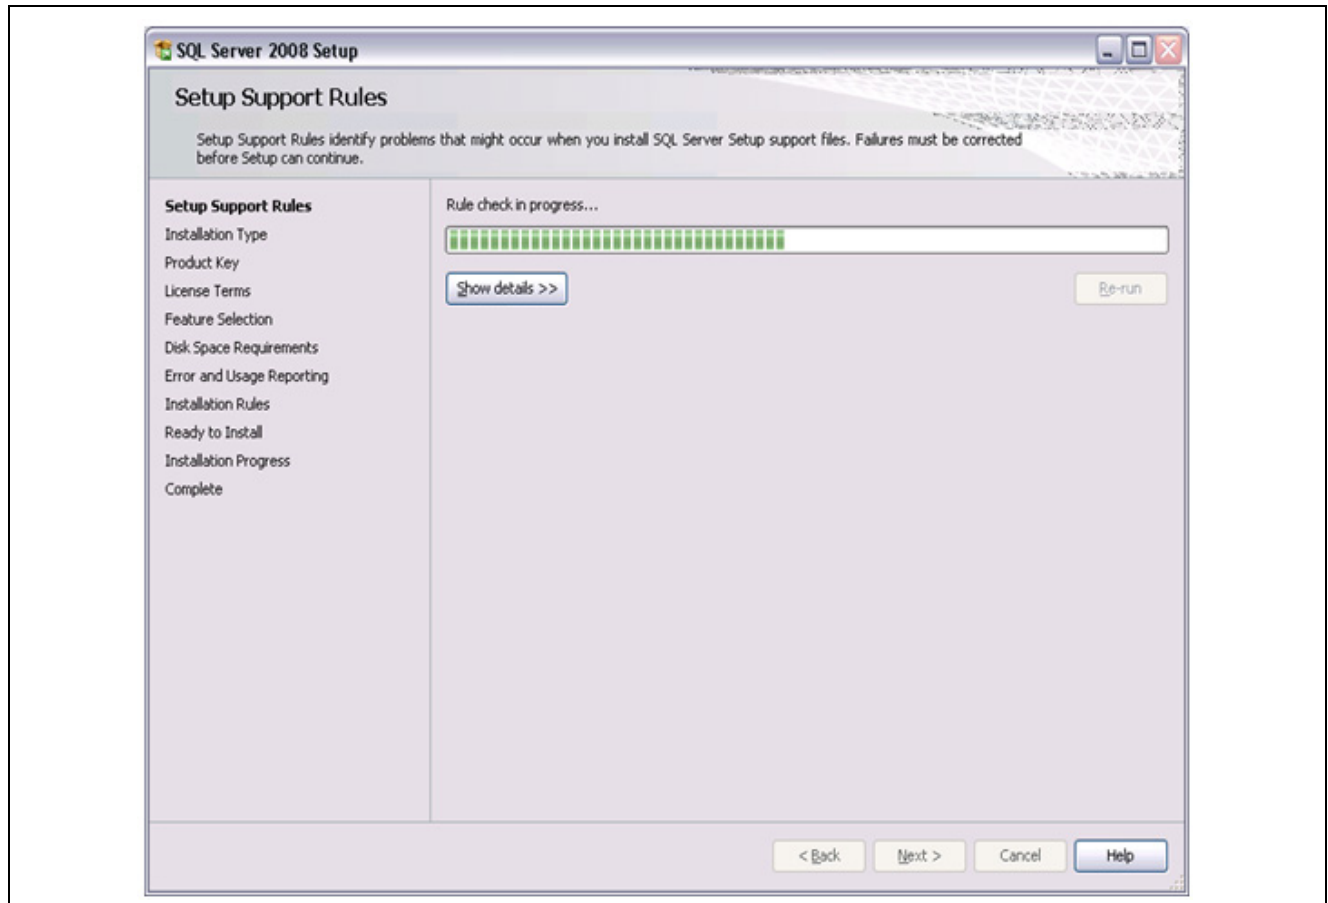 SQL Server 2008 Setup
Setup Support Rules
Setup Support Rules identify problems that might occur when you install SQL Server Setup support files. Failures must be corrected
before Setup can continue.
Setup Support Rules
Installation Type
Product Key
License Terms
Feature Selection
Disk Space Requirements
Error and Usage Reporting
Installation Rules
Ready to Install
Installation Progress
Complete
Rule check in progress...
Show details >>
Re-run
< Back
Next >
Cancel
Help